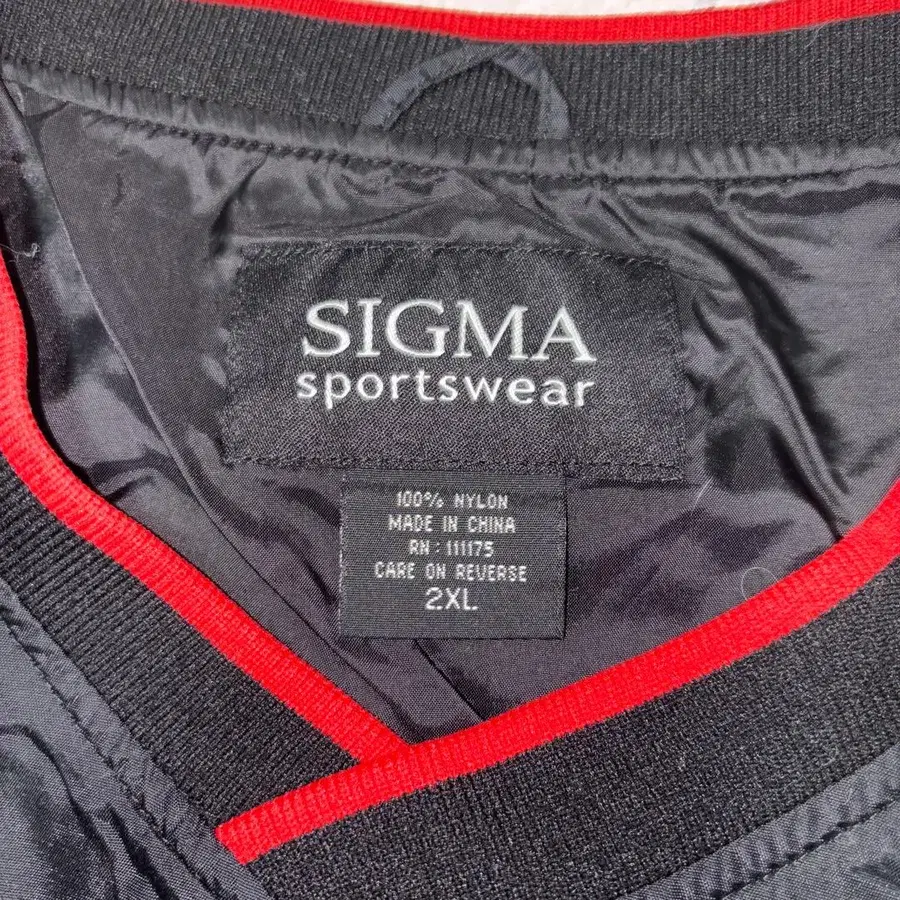 SIGMA
sportswear
100% NYLON
MADE IN CHINA
RN: 111175
CARE ON REVERSE
2XL